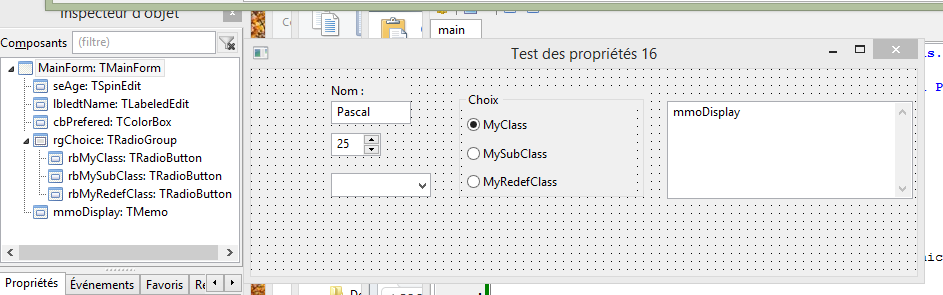 Inspecteur d'objet
Composants (filtre)
MainForm: TMainForm
seAge: TSpinEdit
lbledtName: TLabeledEdit
cbPrefered: TColorBox
rgChoice: TRadioGroup
rbMyClass: TRadioButton
rbMySubClass: TRadioButton
rbMyRedefClass: TRadioButton
mmoDisplay: TMemo
Propriétés Événements Favoris
main
Test des propriétés 16
Nom :
Pascal
25
Choix
MyClass
MySubClass
MyRedefClass
mmoDisplay